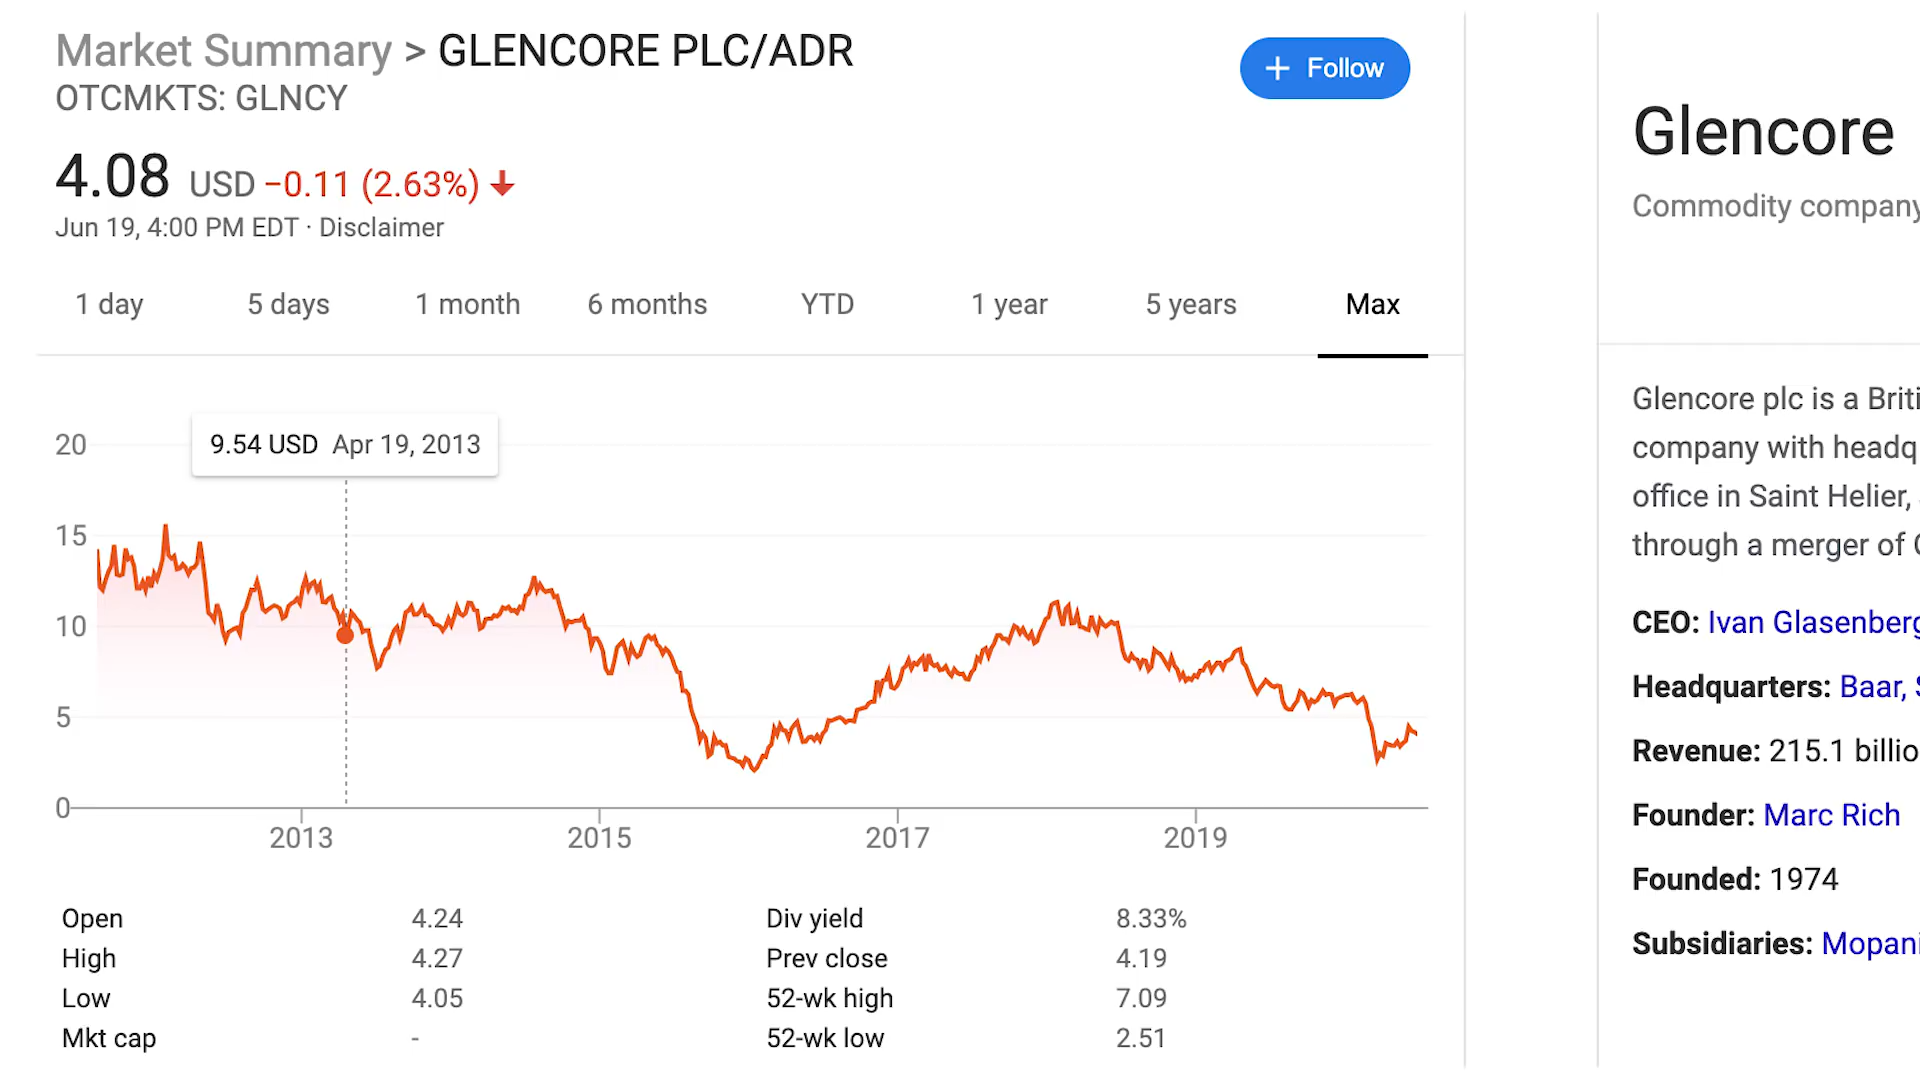 Market Summary > GLENCORE PLC/ADR
OTCMKTS: GLNCY
+ Follow
4.08 USD −0.11 (2.63%)
Jun 19, 4:00 PM EDT · Disclaimer
1 day 5 days 1 month 6 months YTD 1 year 5 years Max
9.54 USD Apr 19, 2013
20
15
10
5
0
2013 2015 2017 2019
Open 4.24 Div yield 8.33%
High 4.27 Prev close 4.19
Low 4.05 52-wk high 7.09
Mkt cap - 52-wk low 2.51
Glencore
Commodity company
Glencore plc is a Briti
company with headq
office in Saint Helier,
through a merger of
CEO: Ivan Glasenberg
Headquarters: Baar,
Revenue: 215.1 billio
Founder: Marc Rich
Founded: 1974
Subsidiaries: Mopani